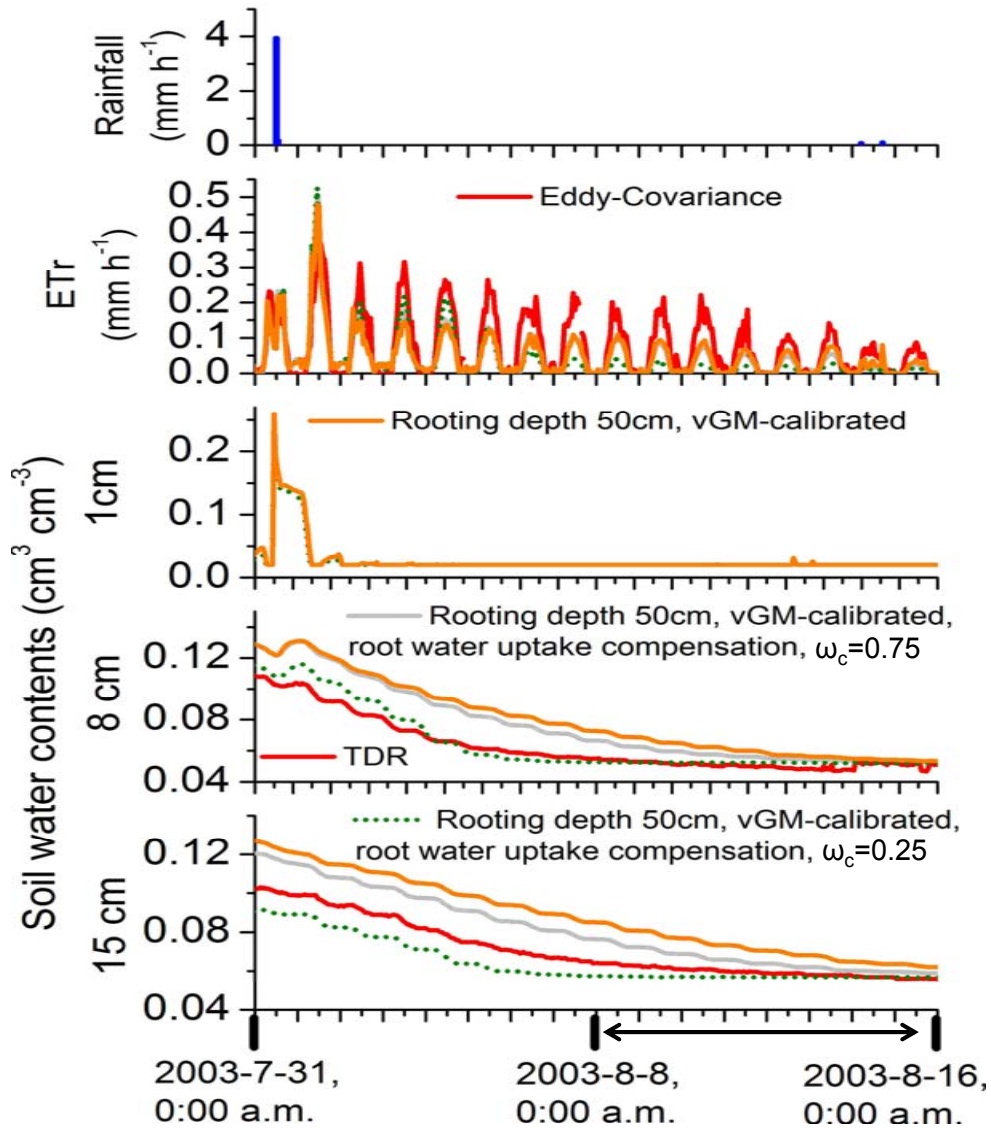 Rainfall
(mm h⁻¹)
4
2
0
ETr
(mm h⁻¹)
0.5
0.4
0.3
0.2
0.1
0.0
Eddy-Covariance
Soil water contents (cm³ cm⁻³)
1cm
0.2
0.1
0.0
Rooting depth 50cm, vGM-calibrated
8 cm
0.12
0.08
0.04
Rooting depth 50cm, vGM-calibrated,
root water uptake compensation, ω_c=0.75
TDR
15 cm
0.12
0.08
0.04
Rooting depth 50cm, vGM-calibrated,
root water uptake compensation, ω_c=0.25
2003-7-31,
0:00 a.m.
2003-8-8,
0:00 a.m.
2003-8-16,
0:00 a.m.